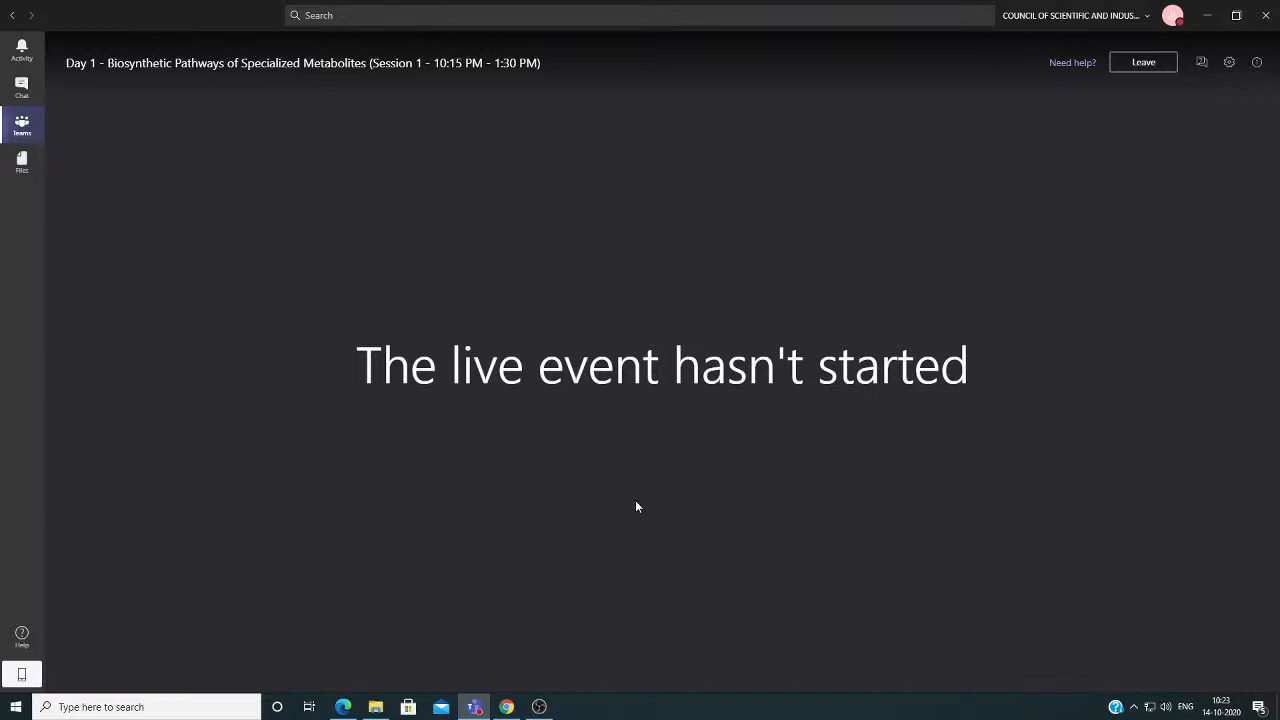 Search
COUNCIL OF SCIENTIFIC AND INDUS...
Activity
Day 1 - Biosynthetic Pathways of Specialized Metabolites (Session 1 - 10:15 PM - 1:30 PM)
Need help?
Leave
Chat
Teams
Files
The live event hasn't started
Help
Type here to search
ENG
10:23
14-10-2020